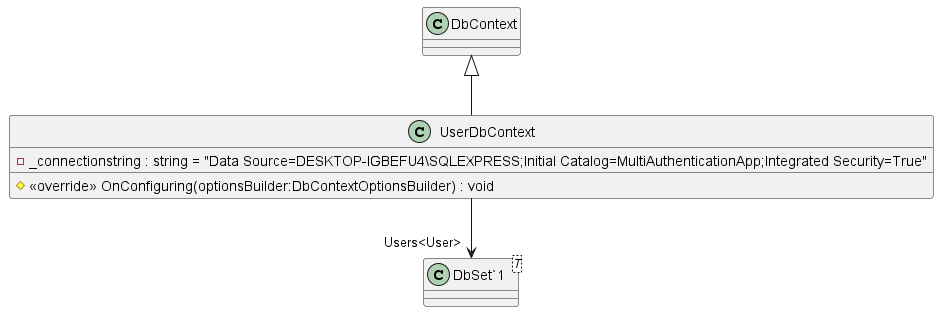 C DbContext
C UserDbContext
_connectionstring : string = "Data Source=DESKTOP-IGBEFU4\SQLEXPRESS;Initial Catalog=MultiAuthenticationApp;Integrated Security=True"
«override» OnConfiguring(optionsBuilder:DbContextOptionsBuilder) : void
Users<User>
C DbSet`1 T